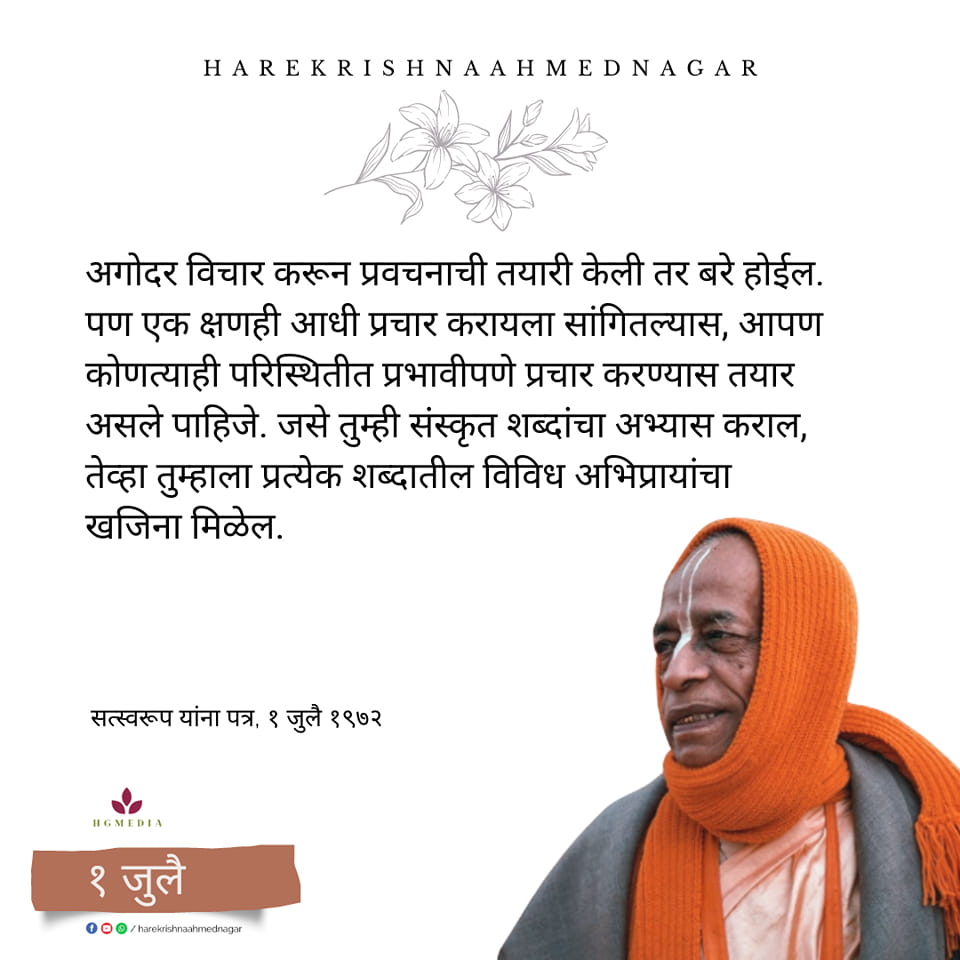 HAREKRISHNAAHMEDNAGAR
अगोदर विचार करून प्रवचनाची तयारी केली तर बरे होईल.
पण एक क्षणही आधी प्रचार करायला सांगितल्यास, आपण
कोणत्याही परिस्थितीत प्रभावीपणे प्रचार करण्यास तयार
असले पाहिजे. जसे तुम्ही संस्कृत शब्दांचा अभ्यास कराल,
तेव्हा तुम्हाला प्रत्येक शब्दातील विविध अभिप्रायांचा
खजिना मिळेल.
सत्स्वरूप यांना पत्र, १ जुलै १९७२
HGMEDIA
१ जुलै
/ harekrishnaahmednagar